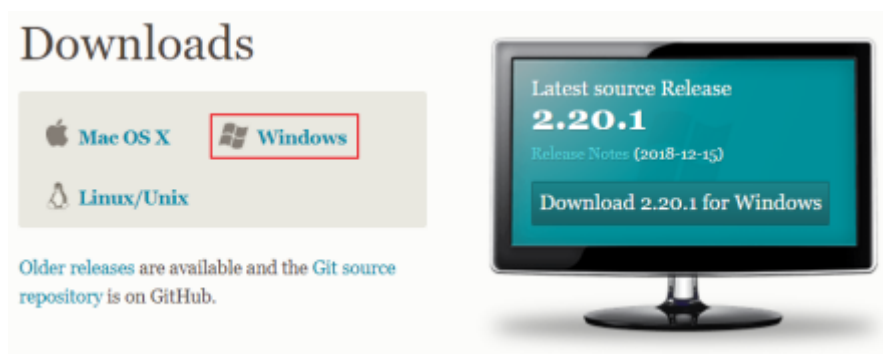 Downloads
Mac OS X
Windows
Linux/Unix
Older releases are available and the Git source
repository is on GitHub.
Latest source Release
2.20.1
Release Notes (2018-12-15)
Download 2.20.1 for Windows